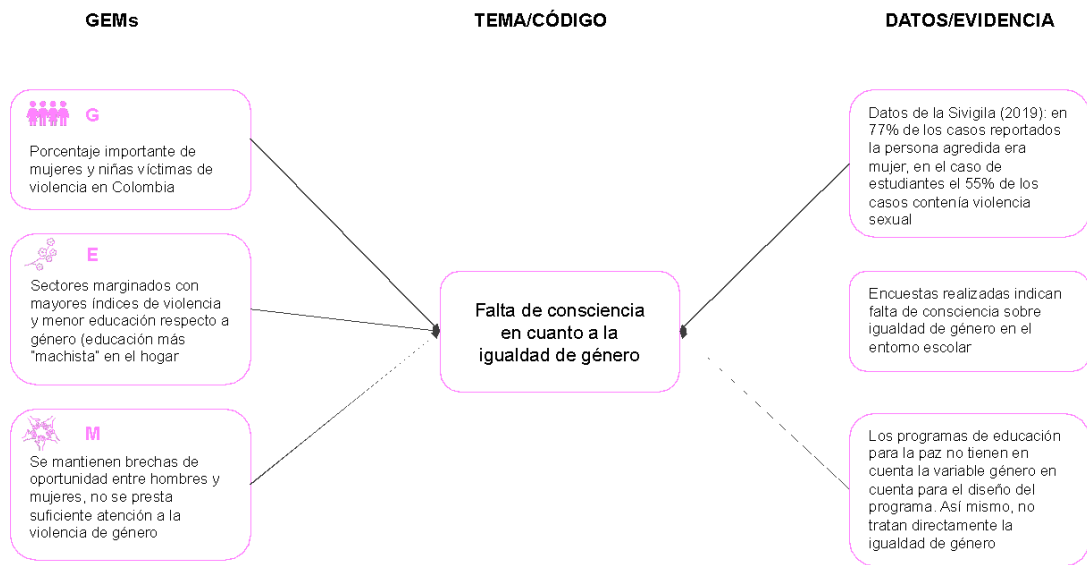 GEMs
TEMA/CÓDIGO
DATOS/EVIDENCIA
G
Porcentaje importante de
mujeres y niñas víctimas de
violencia en Colombia
E
Sectores marginados con
mayores índices de violencia
y menor educación respecto a
género (educación más
"machista" en el hogar
M
Se mantienen brechas de
oportunidad entre hombres y
mujeres, no se presta
suficiente atención a la
violencia de género
Falta de consciencia
en cuanto a la
igualdad de género
Datos de la Sivigila (2019): en
77% de los casos reportados
la persona agredida era
mujer, en el caso de
estudiantes el 55% de los
casos contenía violencia
sexual
Encuestas realizadas indican
falta de consciencia sobre
igualdad de género en el
entorno escolar
Los programas de educación
para la paz no tienen en
cuenta la variable género en
cuenta para el diseño del
programa. Así mismo, no
tratan directamente la
igualdad de género